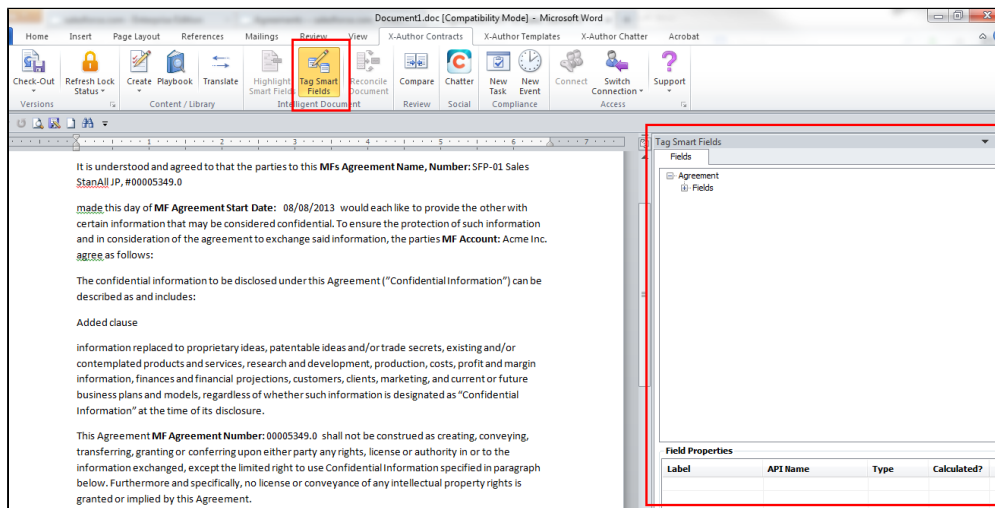 Document1.doc [Compatibility Mode] - Microsoft Word
Home Insert Page Layout References Mailings Review View X-Author Contracts X-Author Templates X-Author Chatter Acrobat
Check-Out Refresh Lock Status Create Playbook Translate Highlight Smart Fields Tag Smart Fields Reconcile Document Compare Chatter New Task New Event Connect Switch Connection Support
Versions Content / Library Intelligent Document Review Social Compliance Access
1 2 3 4 5 6 7
Tag Smart Fields
Fields
Agreement
Fields
It is understood and agreed to that the parties to this MFs Agreement Name, Number: SFP-01 Sales
StanAll JP, #00005349.0
made this day of MF Agreement Start Date: 08/08/2013 would each like to provide the other with
certain information that may be considered confidential. To ensure the protection of such information
and in consideration of the agreement to exchange said information, the parties MF Account: Acme Inc.
agree as follows:
The confidential information to be disclosed under this Agreement ("Confidential Information") can be
described as and includes:
Added clause
information replaced to proprietary ideas, patentable ideas and/or trade secrets, existing and/or
contemplated products and services, research and development, production, costs, profit and margin
information, finances and financial projections, customers, clients, marketing, and current or future
business plans and models, regardless of whether such information is designated as "Confidential
Information" at the time of its disclosure.
This Agreement MF Agreement Number: 00005349.0 shall not be construed as creating, conveying,
transferring, granting or conferring upon either party any rights, license or authority in or to the
information exchanged, except the limited right to use Confidential Information specified in paragraph
below. Furthermore and specifically, no license or conveyance of any intellectual property rights is
granted or implied by this Agreement.
Field Properties
Label API Name Type Calculated?